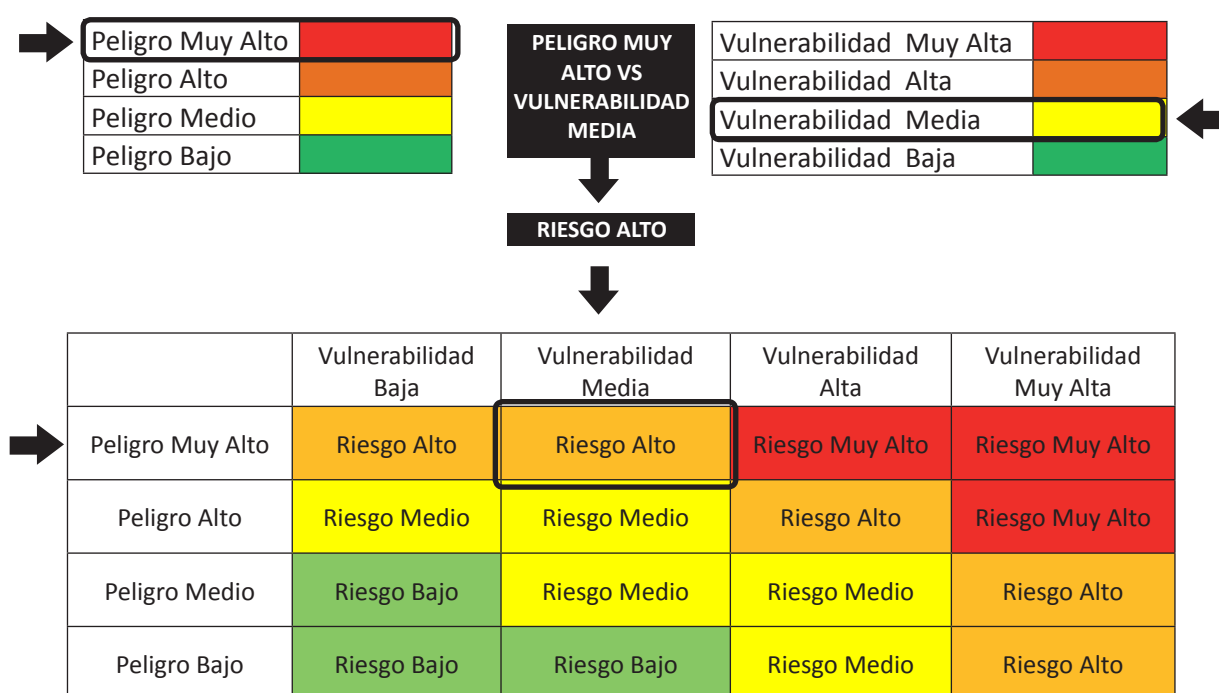 Peligro Muy Alto
Peligro Alto
Peligro Medio
Peligro Bajo
PELIGRO MUY
ALTO VS
VULNERABILIDAD
MEDIA
Vulnerabilidad Muy Alta
Vulnerabilidad Alta
Vulnerabilidad Media
Vulnerabilidad Baja
RIESGO ALTO
Vulnerabilidad
Baja
Vulnerabilidad
Media
Vulnerabilidad
Alta
Vulnerabilidad
Muy Alta
Peligro Muy Alto Riesgo Alto Riesgo Alto Riesgo Muy Alto Riesgo Muy Alto
Peligro Alto Riesgo Medio Riesgo Medio Riesgo Alto Riesgo Muy Alto
Peligro Medio Riesgo Bajo Riesgo Medio Riesgo Medio Riesgo Alto
Peligro Bajo Riesgo Bajo Riesgo Bajo Riesgo Medio Riesgo Alto